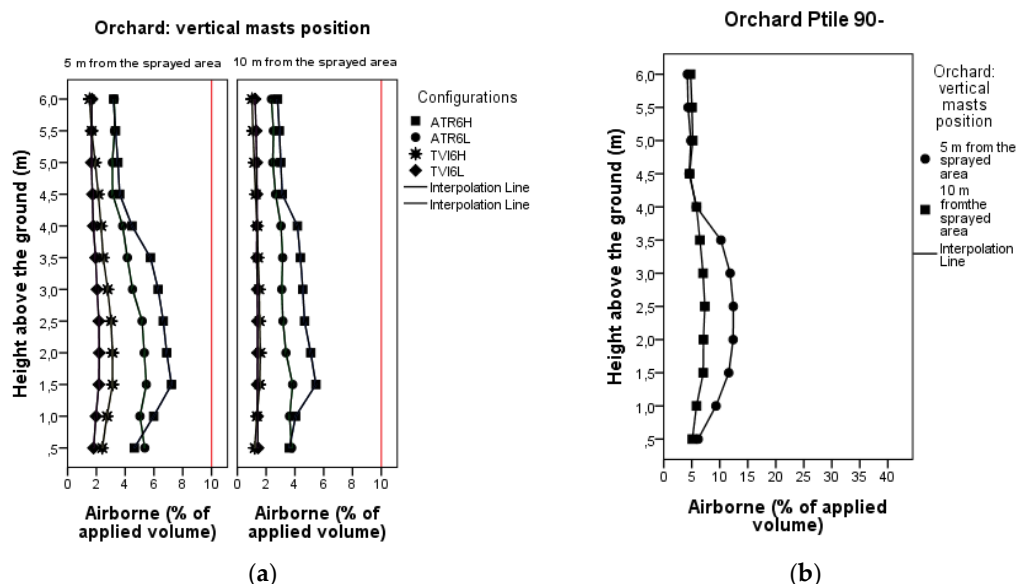 Orchard: vertical masts position
5 m from the sprayed area
10 m from the sprayed area
Height above the ground (m)
6,0
5,5
5,0
4,5
4,0
3,5
3,0
2,5
2,0
1,5
1,0
,5
0 2 4 6 8 10
0 2 4 6 8 10
Airborne (% of
applied volume)
Airborne (% of
applied volume)
Configurations
ATR6H
ATR6L
TVI6H
TVI6L
Interpolation Line
Interpolation Line
(a)
Orchard Ptile 90-
Height above the ground (m)
6,0
5,5
5,0
4,5
4,0
3,5
3,0
2,5
2,0
1,5
1,0
,5
0 5 10 15 20 25 30 35 40
Airborne (% of applied
volume)
Orchard:
vertical
masts
position
5 m from the
sprayed
area
10 m
fromthe
sprayed
area
Interpolation
Line
(b)